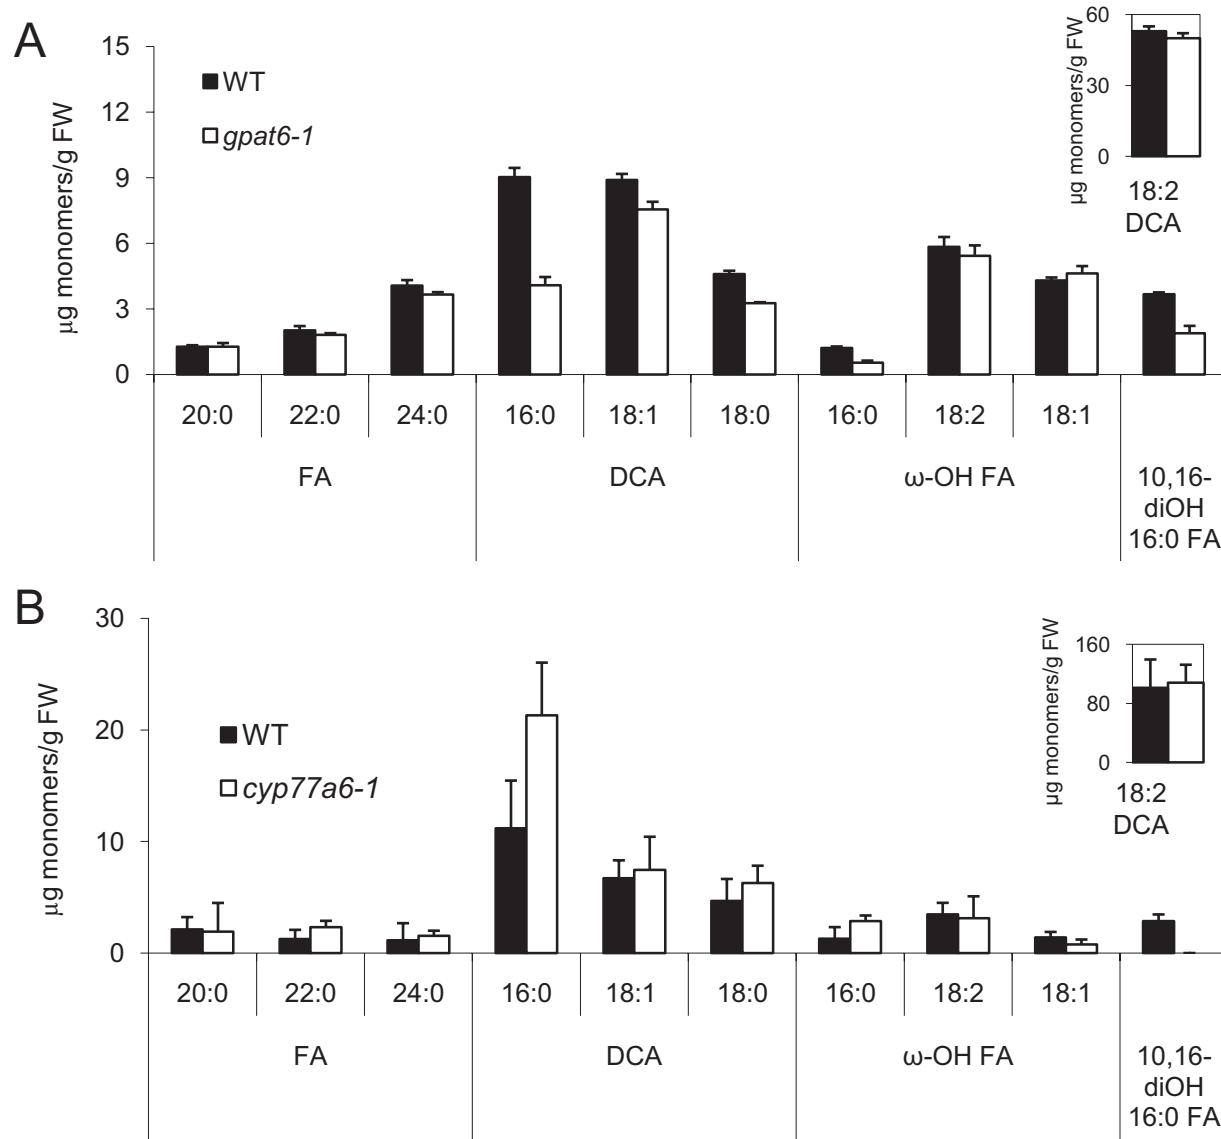 A
µg monomers/g FW
15
12
9
6
3
0
WT
gpat6-1
µg monomers/g FW
60
30
0
18:2
DCA
20:0 22:0 24:0 16:0 18:1 18:0 16:0 18:2 18:1
FA DCA ω-OH FA 10,16-
diOH
16:0 FA
B
µg monomers/g FW
30
20
10
0
WT
cyp77a6-1
µg monomers/g FW
160
80
0
18:2
DCA
20:0 22:0 24:0 16:0 18:1 18:0 16:0 18:2 18:1
FA DCA ω-OH FA 10,16-
diOH
16:0 FA